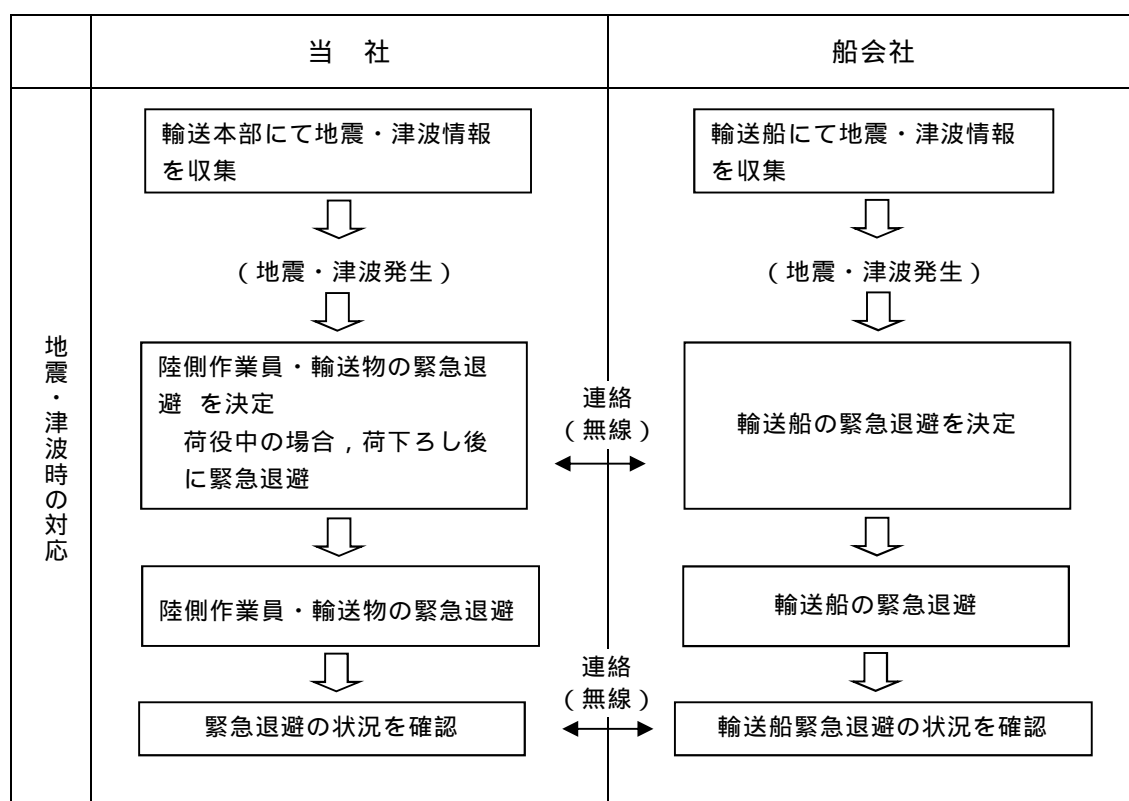 当 社
船会社
地震・津波時の対応
輸送本部にて地震・津波情報
を収集
(地震・津波発生)
陸側作業員・輸送物の緊急退
避 を決定
荷役中の場合,荷下ろし後
に緊急退避
陸側作業員・輸送物の緊急退避
緊急退避の状況を確認
連絡
(無線)
連絡
(無線)
輸送船にて地震・津波情報
を収集
(地震・津波発生)
輸送船の緊急退避を決定
輸送船の緊急退避
輸送船緊急退避の状況を確認